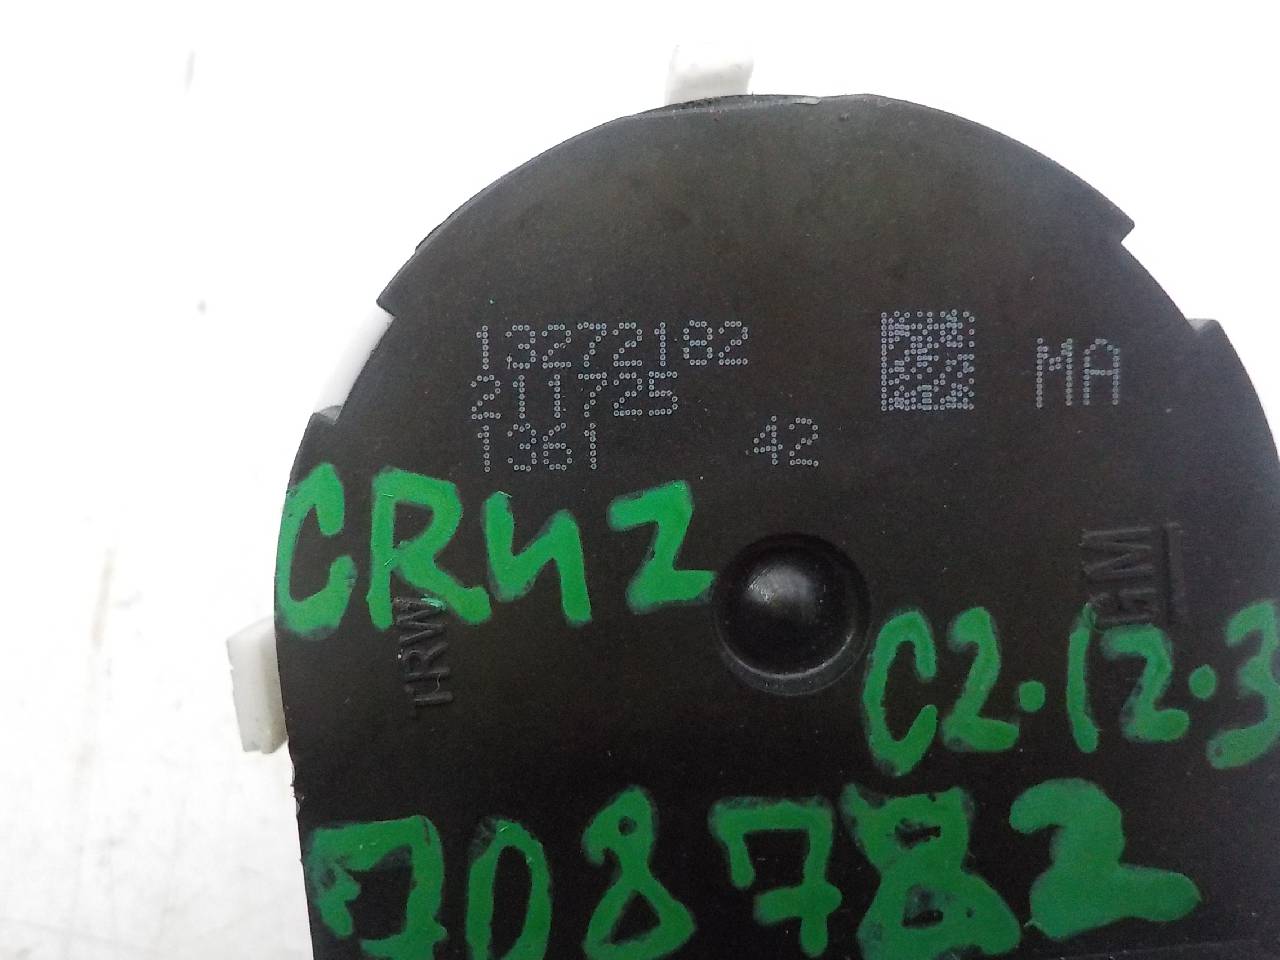 13272182
211725
1361 42
MA
CRUZ
TRW
GM
C2.12.3
708782